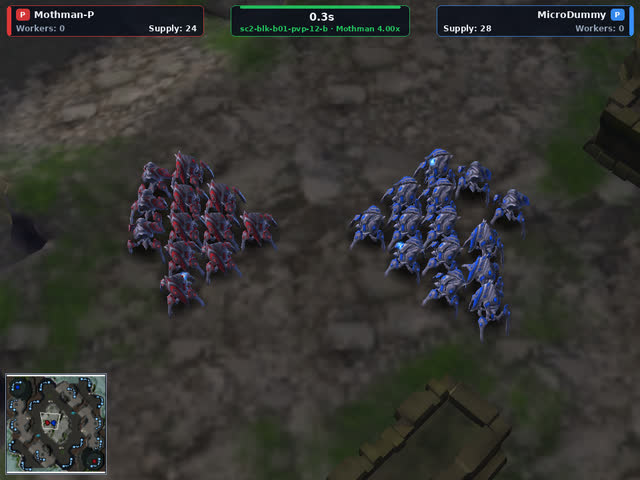 P Mothman-P
Workers: 0 Supply: 24
0.3s
sc2-blk-b01-pvp-12-b · Mothman 4.00x
MicroDummy P
Supply: 28 Workers: 0